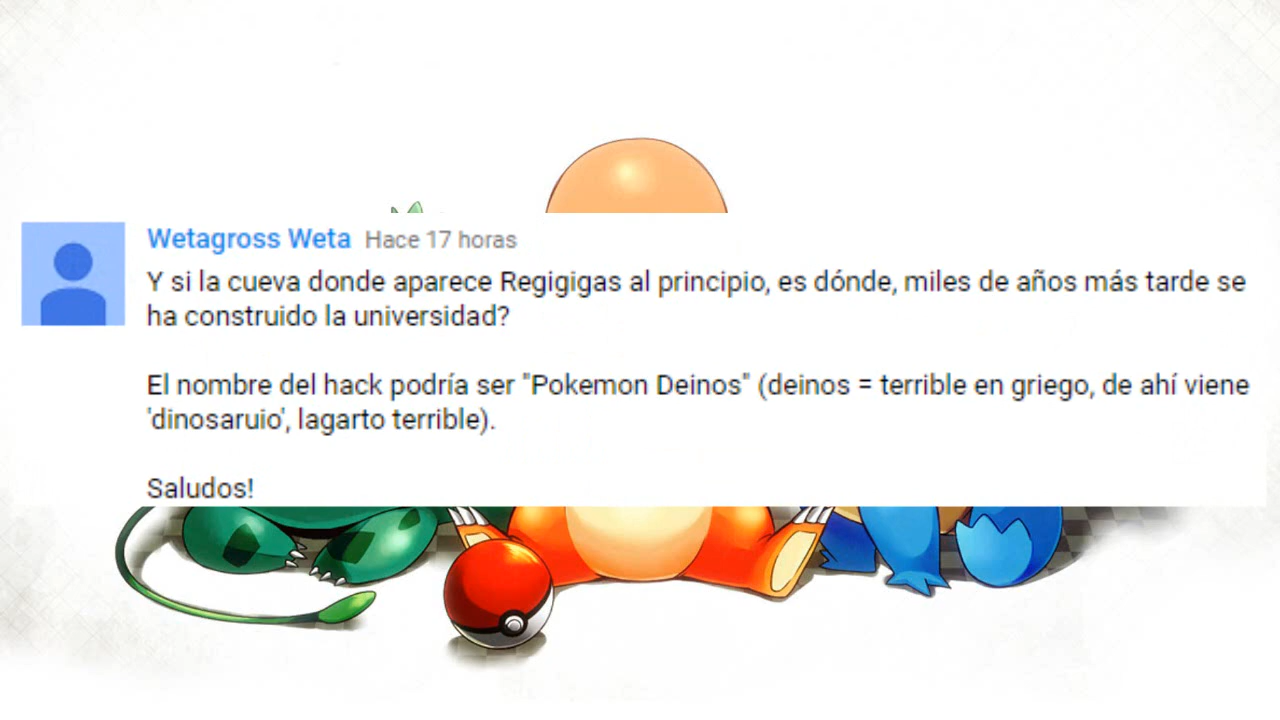 Wetagross Weta Hace 17 horas
Y si la cueva donde aparece Regigigas al principio, es dónde, miles de años más tarde se
ha construido la universidad?
El nombre del hack podría ser "Pokemon Deinos" (deinos = terrible en griego, de ahí viene
'dinosaruio', lagarto terrible).
Saludos!